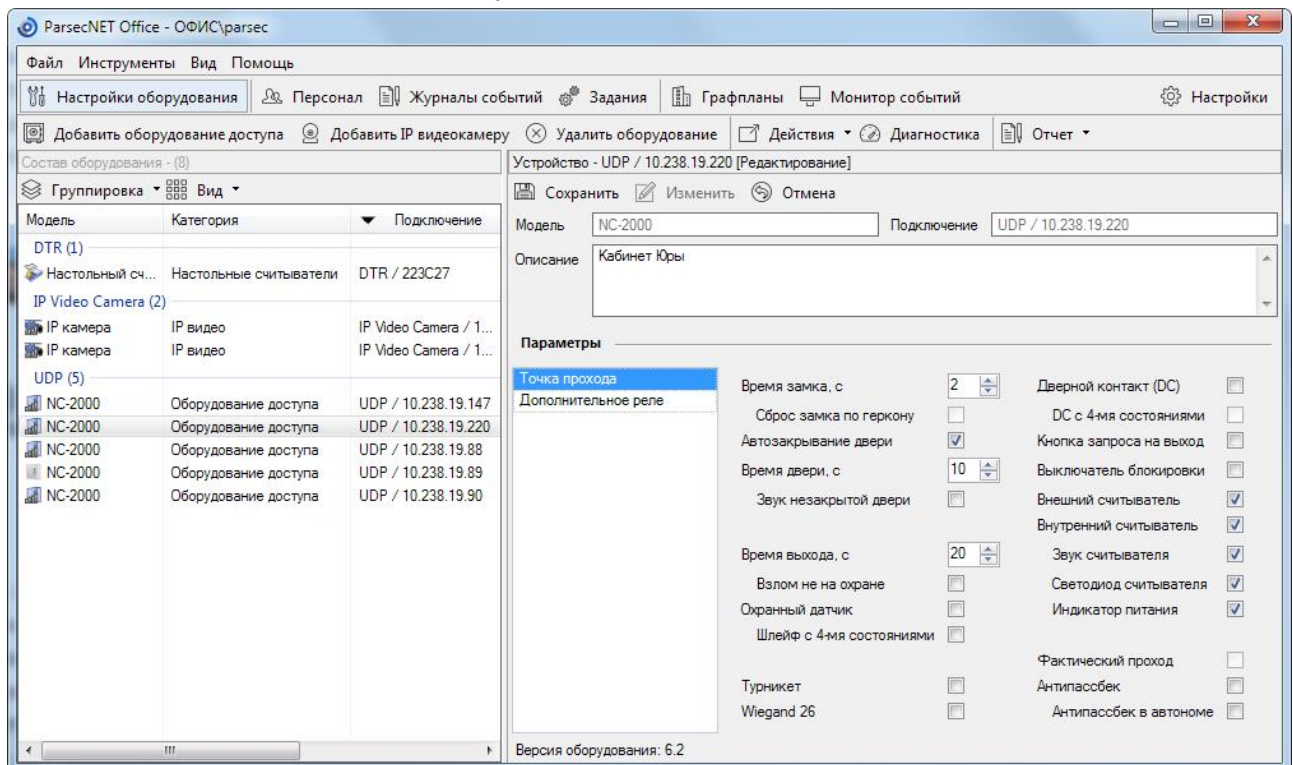 ParsecNET Office - ОФИС\parsec
Файл Инструменты Вид Помощь
Настройки оборудования Персонал Журналы событий Задания Графпланы Монитор событий Настройки
Добавить оборудование доступа Добавить IP видеокамеру Удалить оборудование Действия Диагностика Отчет
Состав оборудования - (8)
Группировка Вид
Модель Категория Подключение
DTR (1)
Настольный сч... Настольные считыватели DTR / 223C27
IP Video Camera (2)
IP камера IP видео IP Video Camera / 1...
IP камера IP видео IP Video Camera / 1...
UDP (5)
NC-2000 Оборудование доступа UDP / 10.238.19.147
NC-2000 Оборудование доступа UDP / 10.238.19.220
NC-2000 Оборудование доступа UDP / 10.238.19.88
NC-2000 Оборудование доступа UDP / 10.238.19.89
NC-2000 Оборудование доступа UDP / 10.238.19.90
Устройство - UDP / 10.238.19.220 [Редактирование]
Сохранить Изменить Отмена
Модель NC-2000 Подключение UDP / 10.238.19.220
Описание Кабинет Юры
Параметры
Точка прохода
Дополнительное реле
Время замка, с 2
Сброс замка по геркону
Автозакрывание двери
Время двери, с 10
Звук незакрытой двери
Время выхода, с 20
Взлом не на охране
Охранный датчик
Шлейф с 4-мя состояниями
Турникет
Wiegand 26
Дверной контакт (DC)
DC с 4-мя состояниями
Кнопка запроса на выход
Выключатель блокировки
Внешний считыватель
Внутренний считыватель
Звук считывателя
Светодиод считывателя
Индикатор питания
Фактический проход
Антипассбек
Антипассбек в автономе
Версия оборудования: 6.2